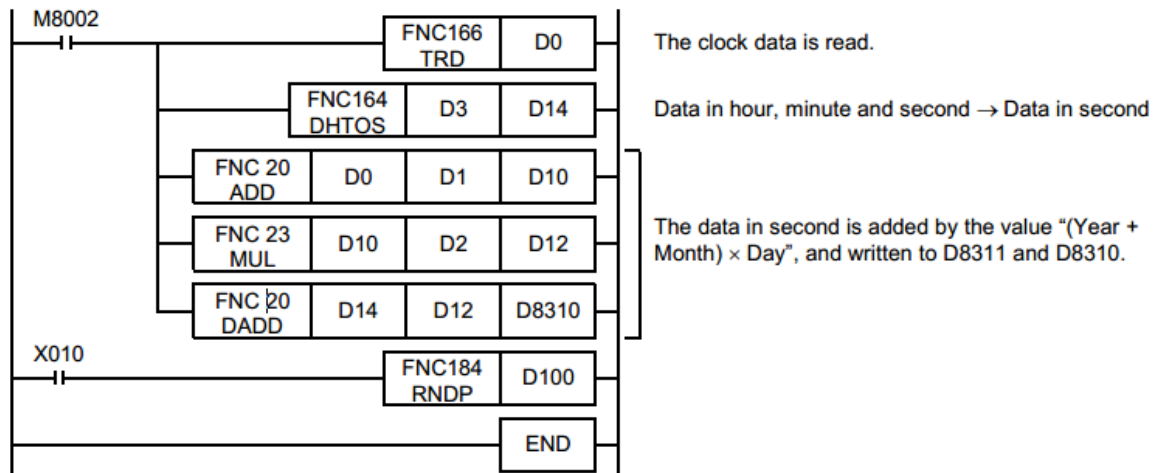 M8002
FNC166 TRD D0
The clock data is read.
FNC164 DHTOS D3 D14
Data in hour, minute and second → Data in second
FNC 20 ADD D0 D1 D10
FNC 23 MUL D10 D2 D12
The data in second is added by the value “(Year +
Month) × Day”, and written to D8311 and D8310.
FNC 20 DADD D14 D12 D8310
X010
FNC184 RNDP D100
END